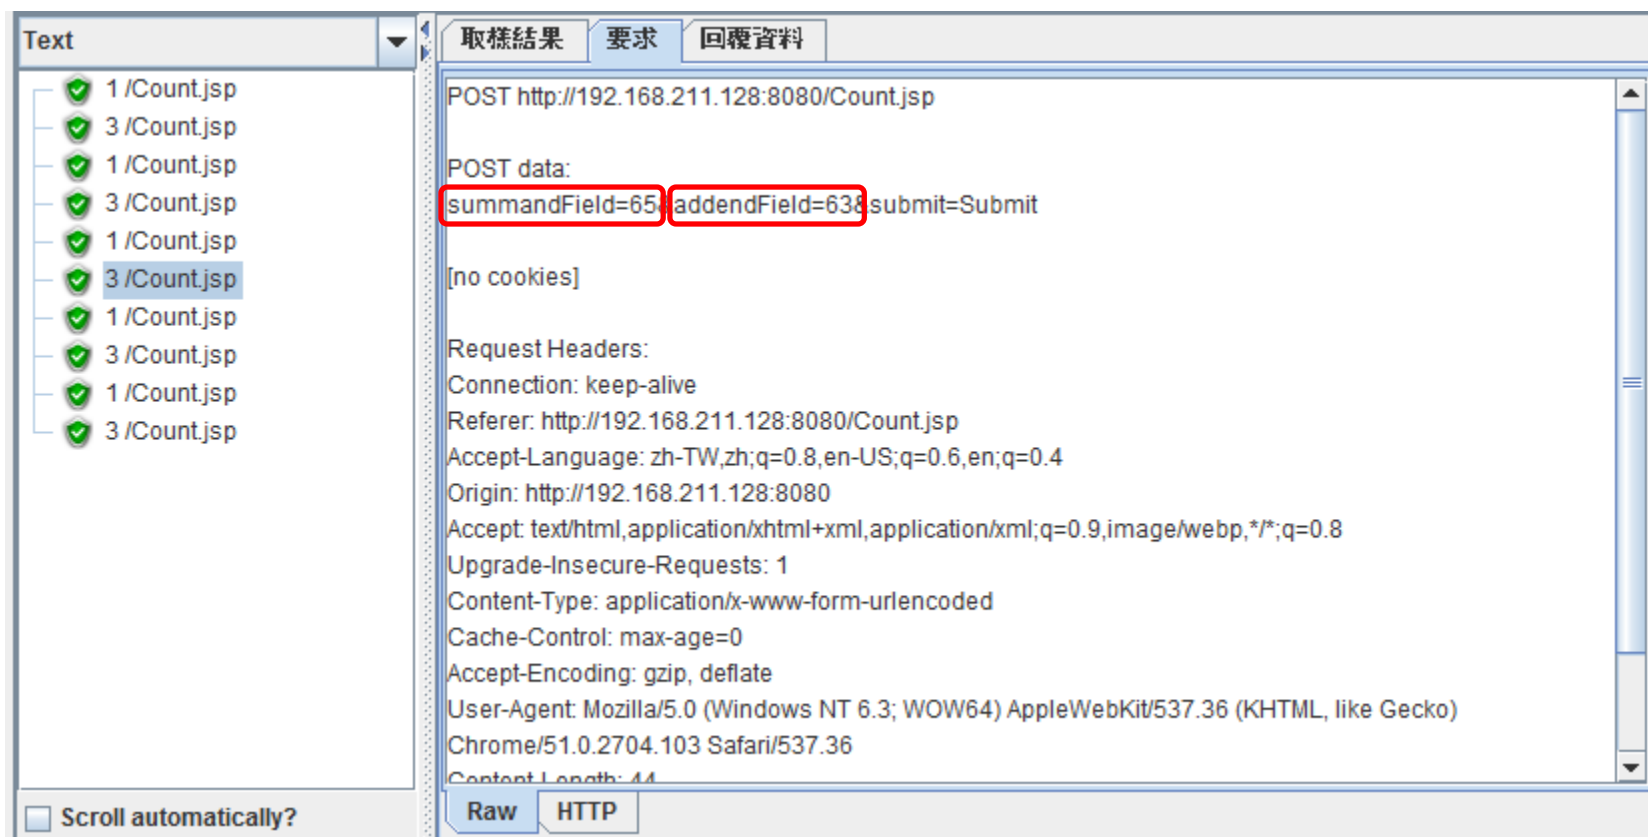 Text
1 /Count.jsp
3 /Count.jsp
1 /Count.jsp
3 /Count.jsp
1 /Count.jsp
3 /Count.jsp
1 /Count.jsp
3 /Count.jsp
1 /Count.jsp
3 /Count.jsp
Scroll automatically?
取樣結果 要求 回覆資料
POST http://192.168.211.128:8080/Count.jsp
POST data:
summandField=65&addendField=63&submit=Submit
[no cookies]
Request Headers:
Connection: keep-alive
Referer: http://192.168.211.128:8080/Count.jsp
Accept-Language: zh-TW,zh;q=0.8,en-US;q=0.6,en;q=0.4
Origin: http://192.168.211.128:8080
Accept: text/html,application/xhtml+xml,application/xml;q=0.9,image/webp,*/*;q=0.8
Upgrade-Insecure-Requests: 1
Content-Type: application/x-www-form-urlencoded
Cache-Control: max-age=0
Accept-Encoding: gzip, deflate
User-Agent: Mozilla/5.0 (Windows NT 6.3; WOW64) AppleWebKit/537.36 (KHTML, like Gecko)
Chrome/51.0.2704.103 Safari/537.36
Content-Length: 44
Raw HTTP